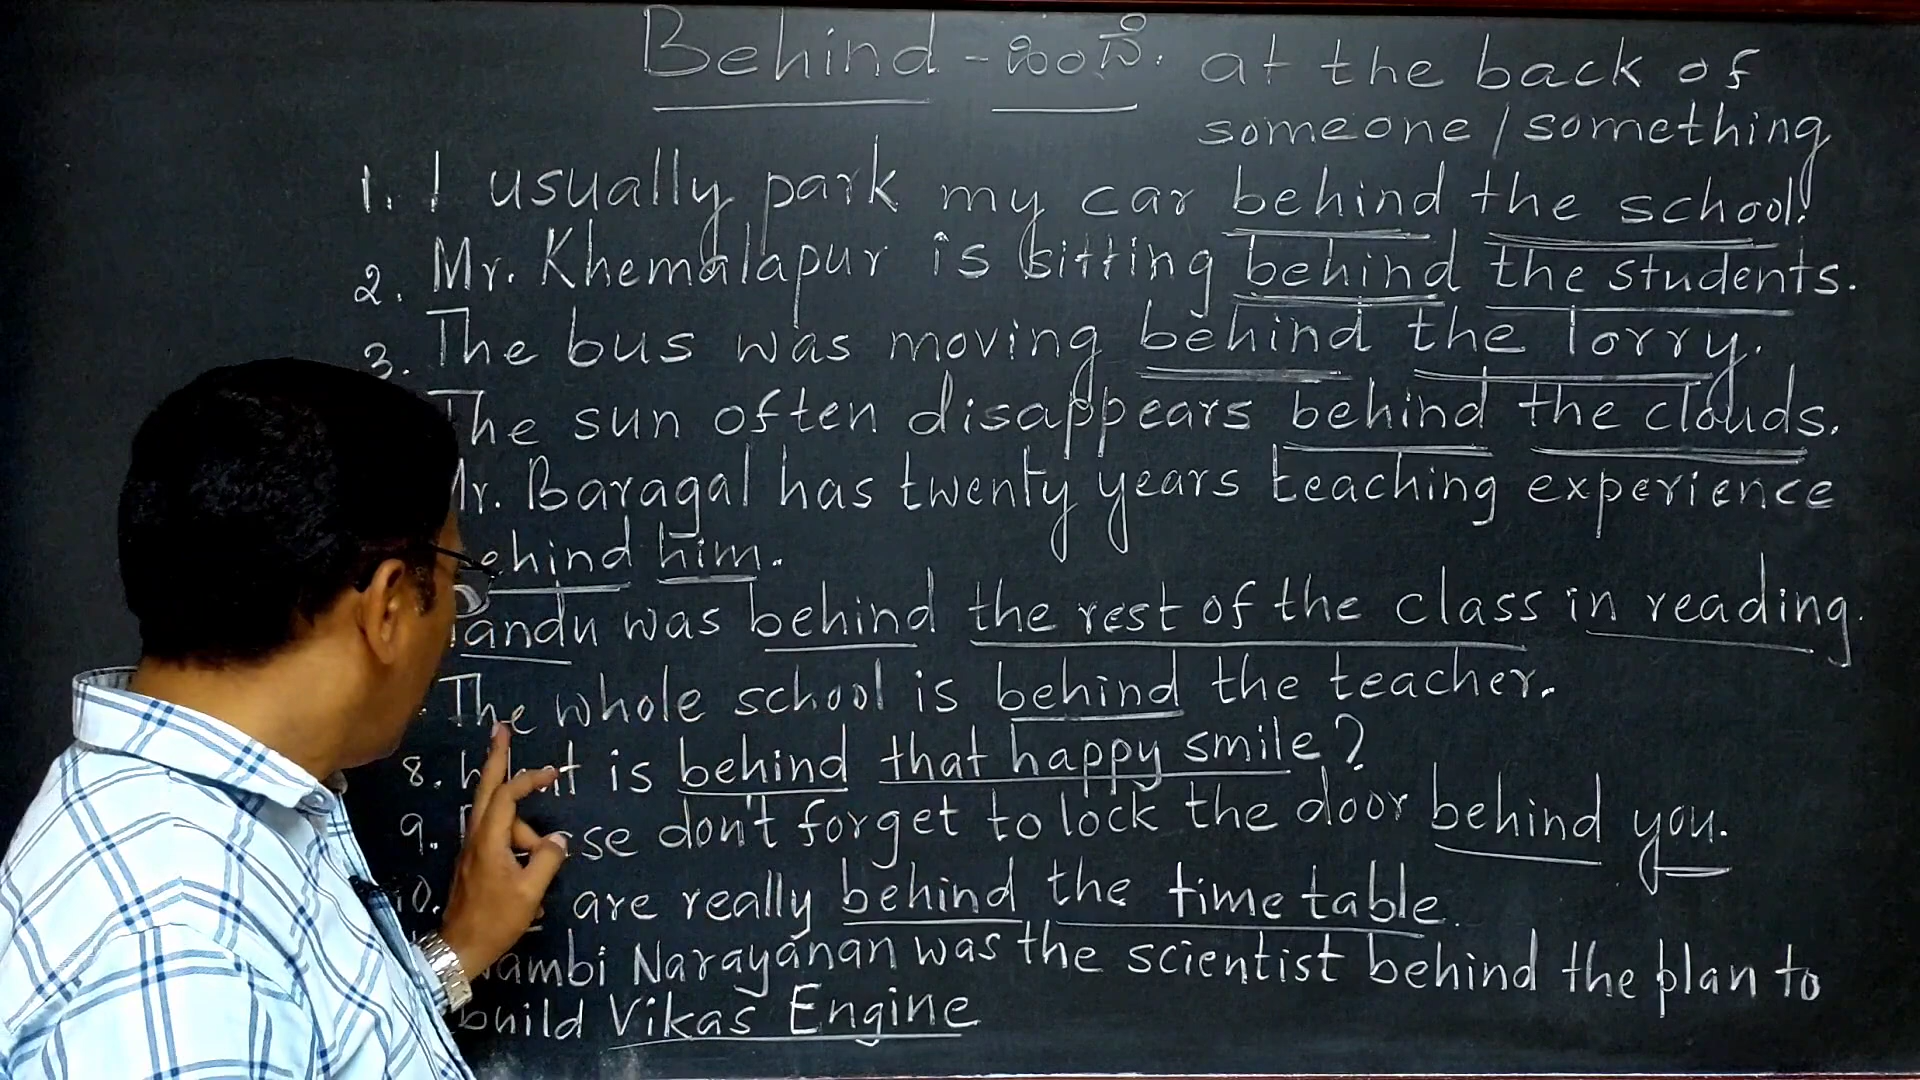 Behind - ಹಿಂದೆ. at the back of
someone / something
1. I usually park my car behind the school.
2. Mr. Khemalapur is sitting behind the students.
3. The bus was moving behind the lorry.
The sun often disappears behind the clouds.
Mr. Baragal has twenty years teaching experience
behind him.
Pandu was behind the rest of the class in reading.
The whole school is behind the teacher.
8. What is behind that happy smile?
9. Please don't forget to lock the door behind you.
10. are really behind the time table.
Nambi Narayanan was the scientist behind the plan to
build Vikas Engine